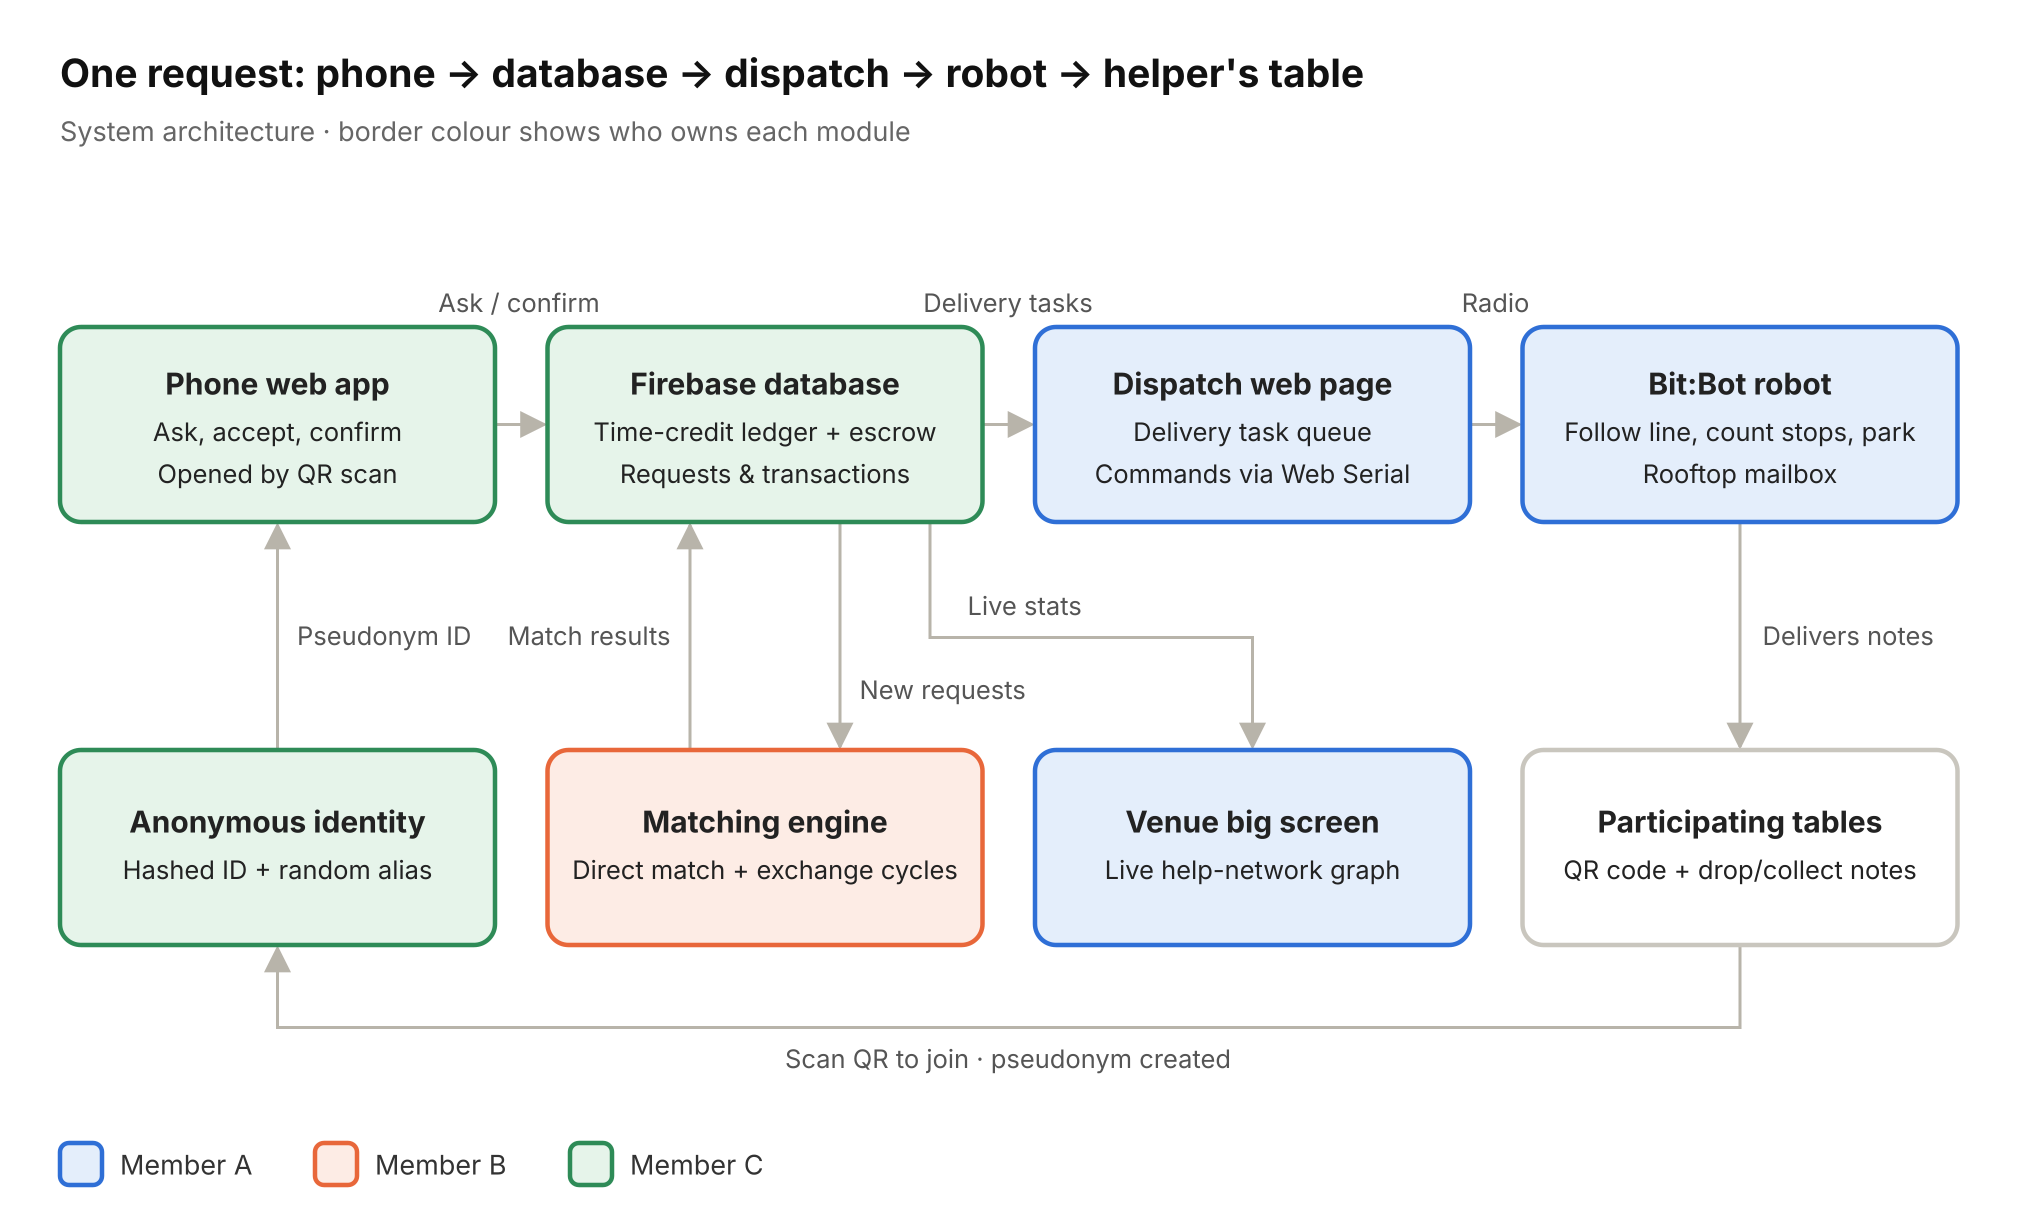 One request: phone → database → dispatch → robot → helper's table
System architecture · border colour shows who owns each module
Ask / confirm
Delivery tasks
Radio
Phone web app
Ask, accept, confirm
Opened by QR scan
Firebase database
Time-credit ledger + escrow
Requests & transactions
Dispatch web page
Delivery task queue
Commands via Web Serial
Bit:Bot robot
Follow line, count stops, park
Rooftop mailbox
Pseudonym ID
Match results
New requests
Live stats
Delivers notes
Anonymous identity
Hashed ID + random alias
Matching engine
Direct match + exchange cycles
Venue big screen
Live help-network graph
Participating tables
QR code + drop/collect notes
Scan QR to join · pseudonym created
Member A
Member B
Member C